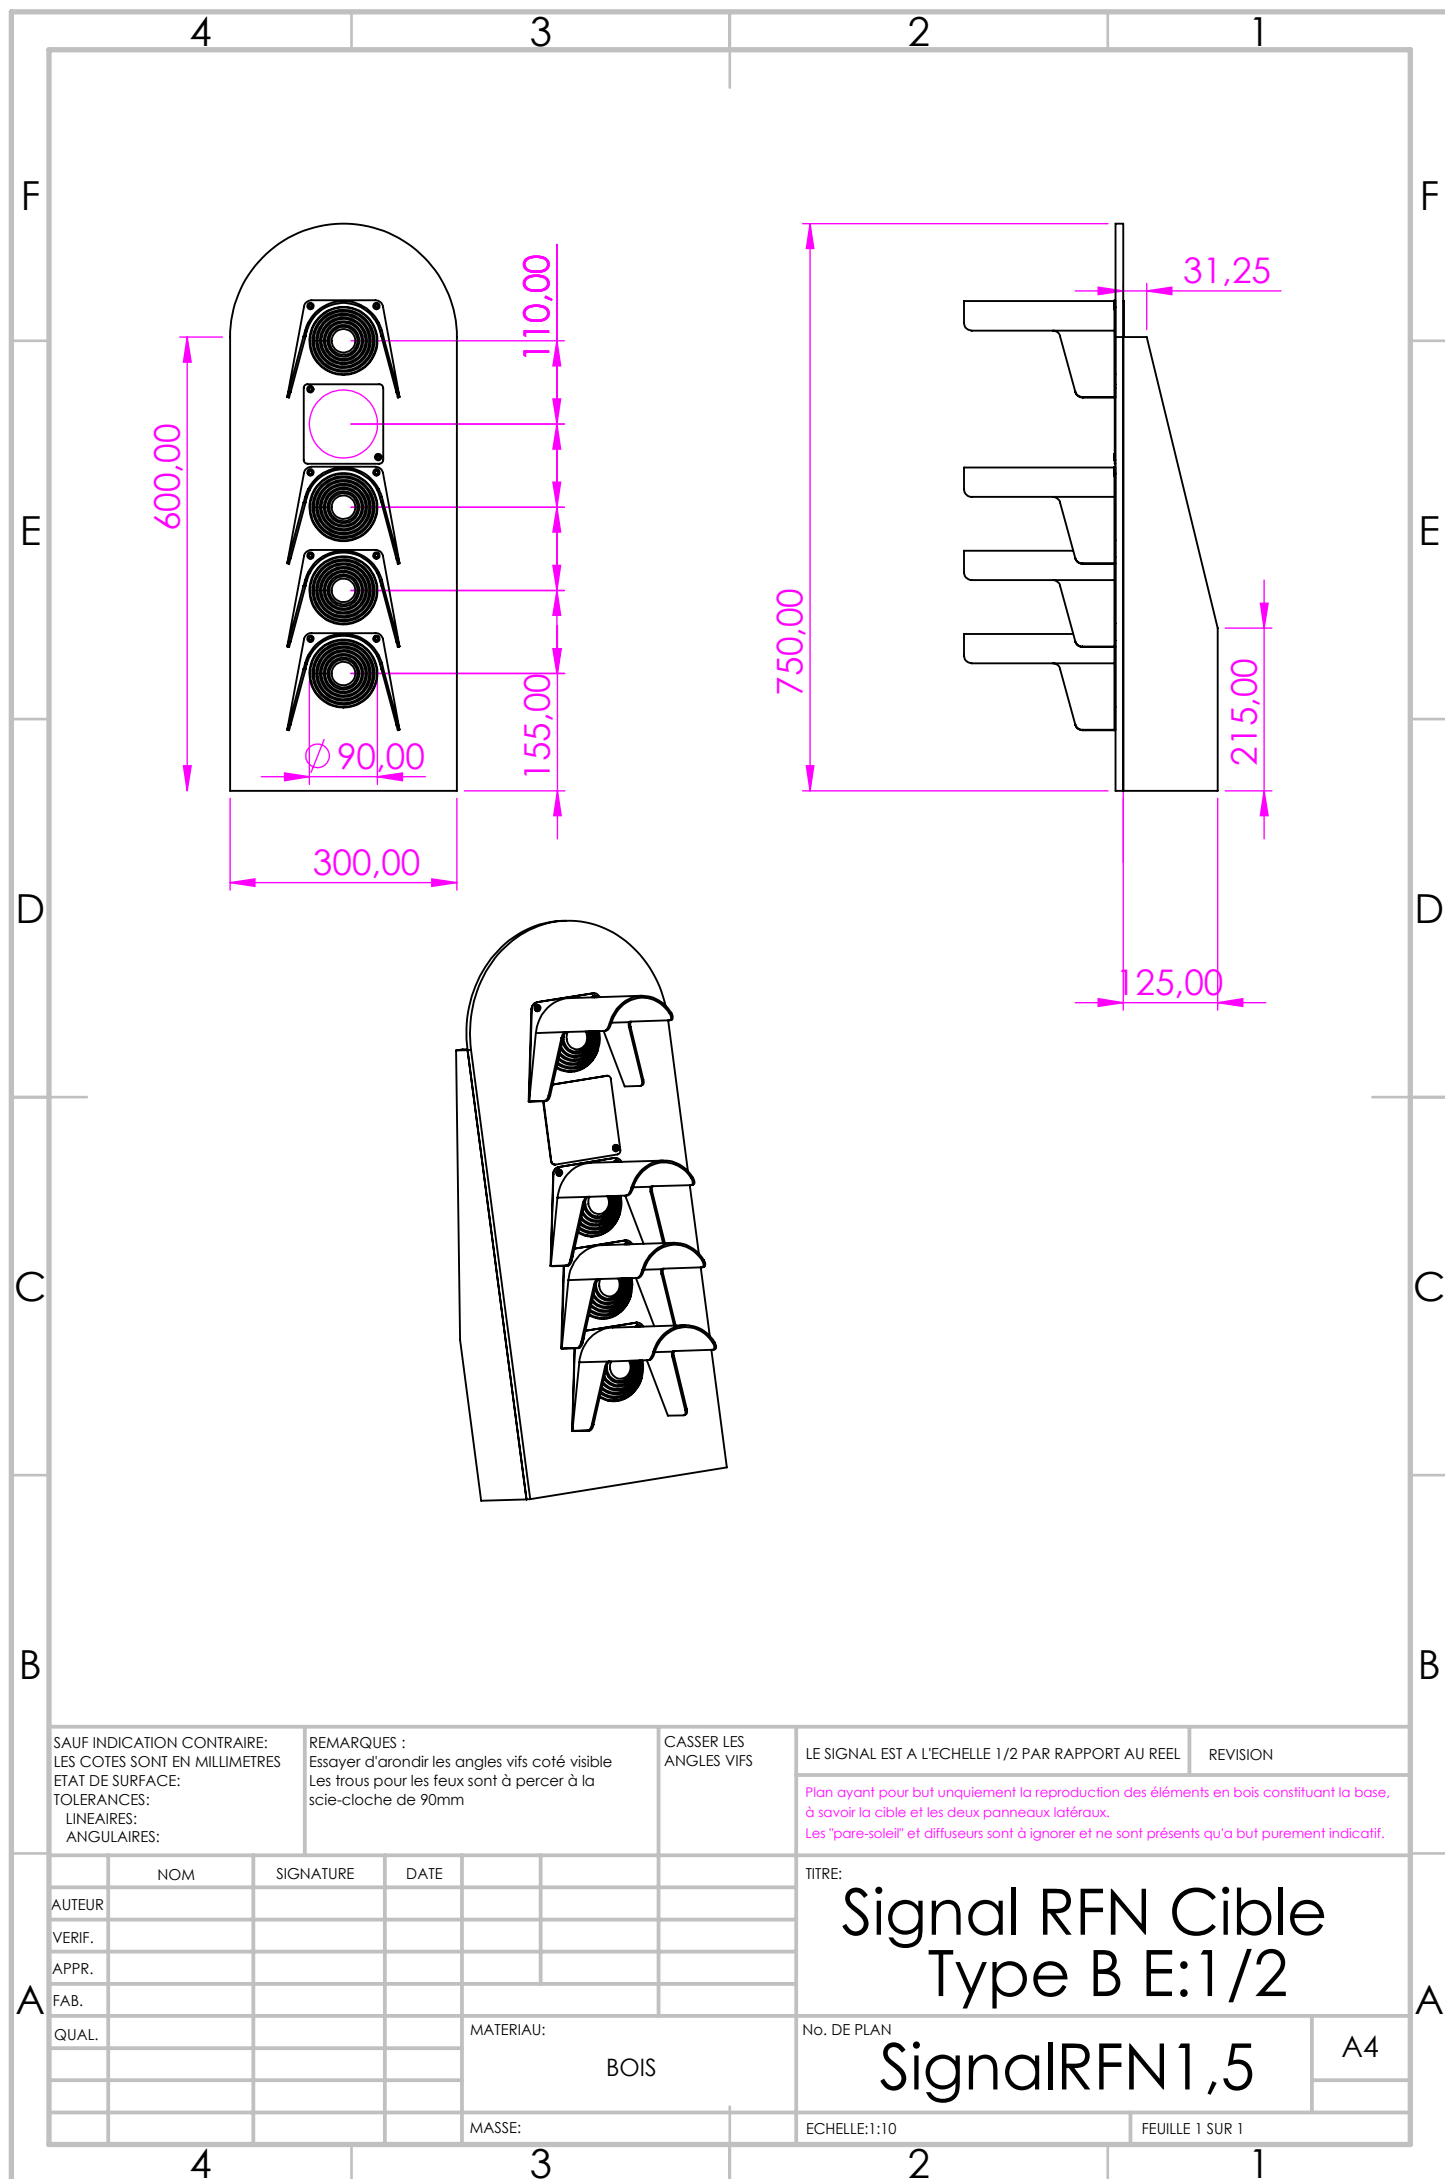 4 3 2 1
F F
E E
D D
C C
B B
A A
110,00
600,00
155,00
Ø 90,00
300,00
31,25
750,00
215,00
125,00
SAUF INDICATION CONTRAIRE:
LES COTES SONT EN MILLIMETRES
ETAT DE SURFACE:
TOLERANCES:
LINEAIRES:
ANGULAIRES:
REMARQUES :
Essayer d'arondir les angles vifs coté visible
Les trous pour les feux sont à percer à la
scie-cloche de 90mm
CASSER LES
ANGLES VIFS
LE SIGNAL EST A L'ECHELLE 1/2 PAR RAPPORT AU REEL
REVISION
Plan ayant pour but unquiement la reproduction des éléments en bois constituant la base,
à savoir la cible et les deux panneaux latéraux.
Les "pare-soleil" et diffuseurs sont à ignorer et ne sont présents qu'a but purement indicatif.
NOM SIGNATURE DATE
AUTEUR
VERIF.
APPR.
FAB.
QUAL.
TITRE:
Signal RFN Cible
Type B E:1/2
MATERIAU:
BOIS
No. DE PLAN
SignalRFN1,5
A4
MASSE:
ECHELLE:1:10
FEUILLE 1 SUR 1
4 3 2 1